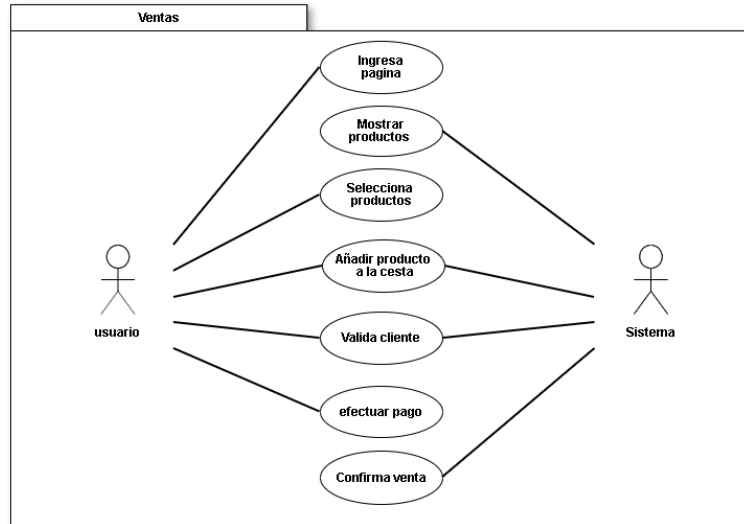 Ventas
Ingresa
pagina
Mostrar
productos
Selecciona
productos
Añadir producto
a la cesta
usuario
Sistema
Valida cliente
efectuar pago
Confirma venta